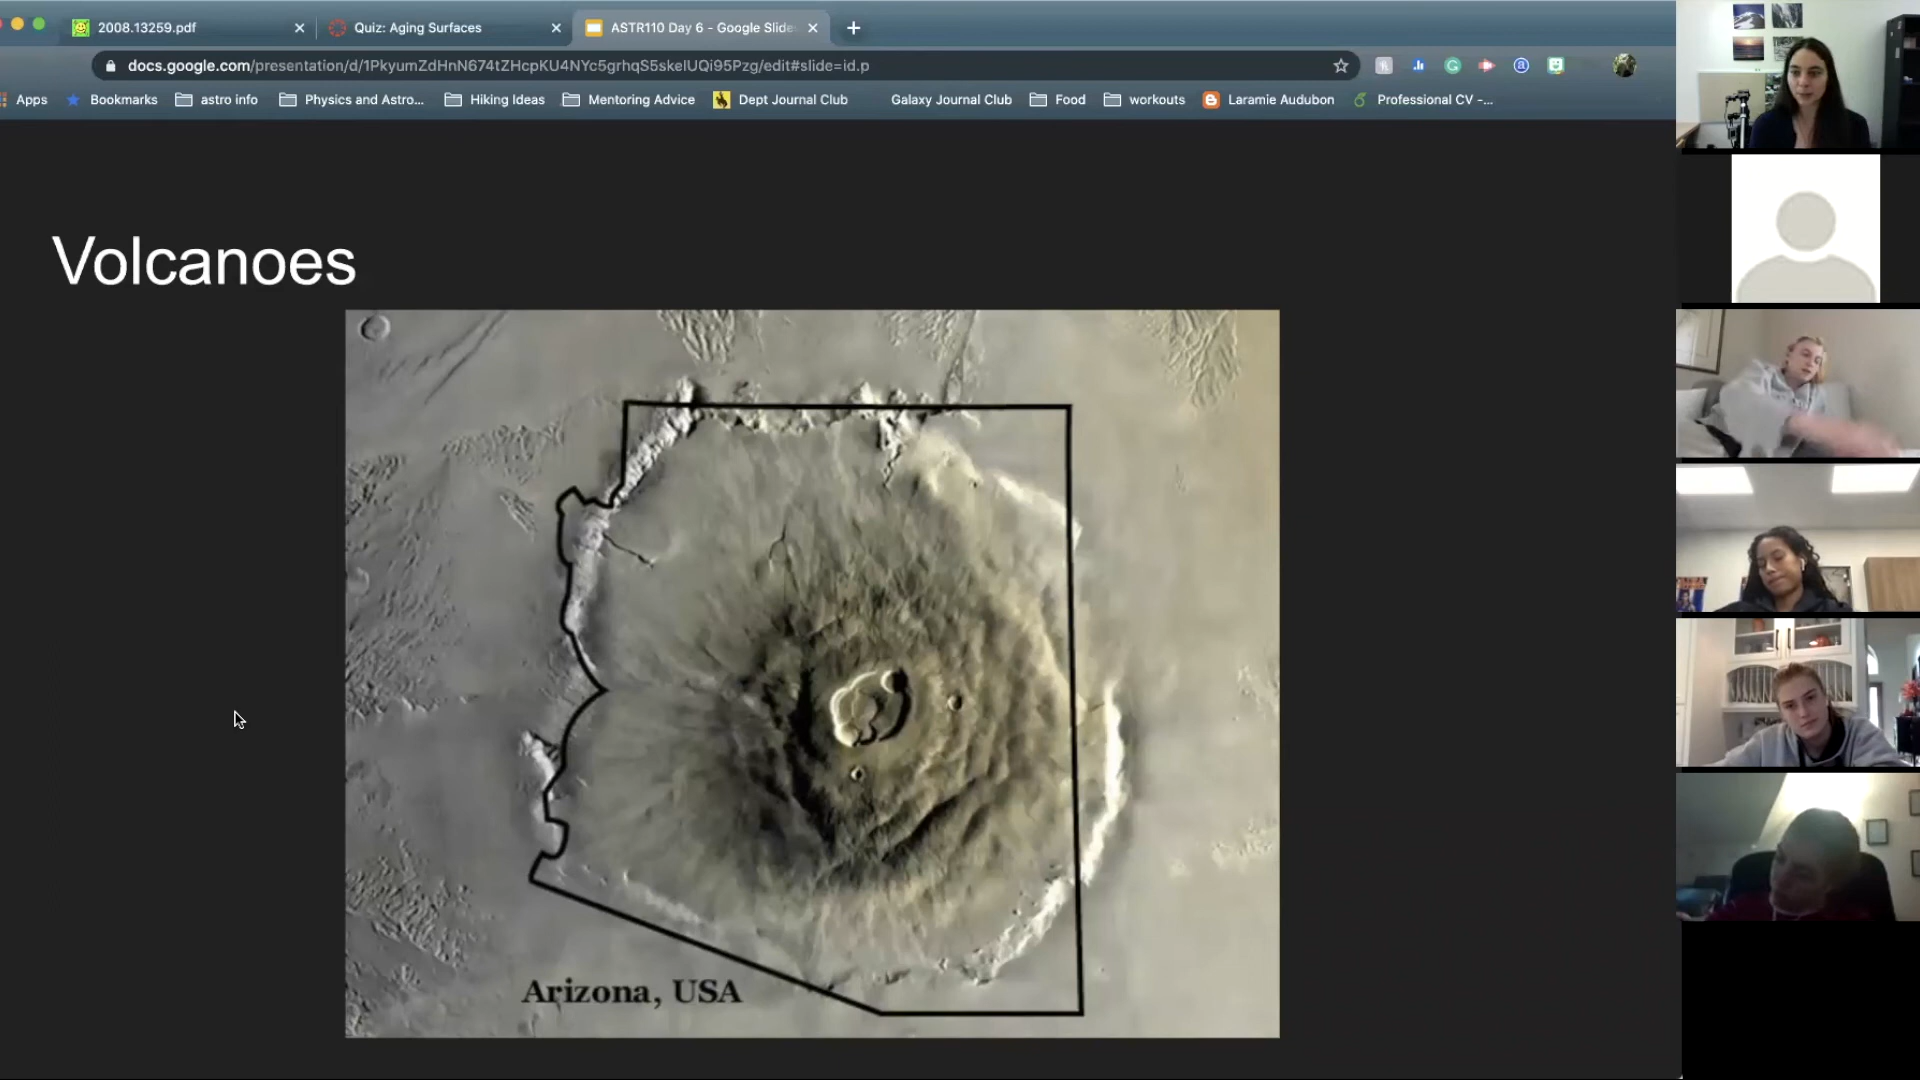 2008.13259.pdf
Quiz: Aging Surfaces
ASTR110 Day 6 - Google Slide
docs.google.com/presentation/d/1PkyumZdHnN674tZHcpKU4NYc5grhqS5skelUQi95Pzg/edit#slide=id.p
Apps Bookmarks astro info Physics and Astro... Hiking Ideas Mentoring Advice Dept Journal Club Galaxy Journal Club Food workouts Laramie Audubon Professional CV -...
Volcanoes
Arizona, USA